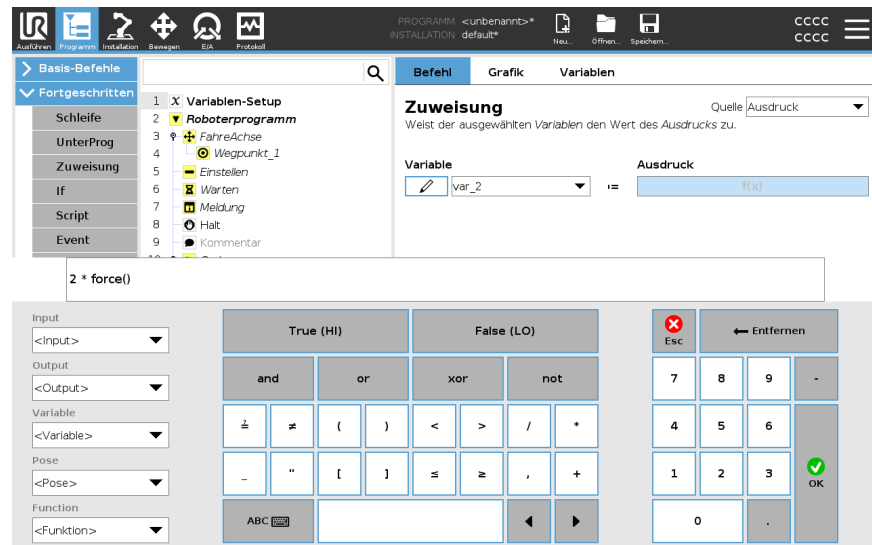 PROGRAMM <unbenannt>*
INSTALLATION default*
Ausführen Programm Installation Bewegen E/A Protokoll
Neu... Öffnen... Speichern...
CCCC
CCCC
Basis-Befehle
Fortgeschritten
Schleife
UnterProg
Zuweisung
If
Script
Event
1 X Variablen-Setup
2 Roboterprogramm
3 FahreAchse
4 Wegpunkt_1
5 Einstellen
6 Warten
7 Meldung
8 Halt
9 Kommentar
Befehl Grafik Variablen
Zuweisung
Quelle Ausdruck
Weist der ausgewählten Variablen den Wert des Ausdrucks zu.
Variable Ausdruck
var_2 := f(x)
2 * force()
Input
<Input>
Output
<Output>
Variable
<Variable>
Pose
<Pose>
Function
<Funktion>
True (HI) False (LO)
and or xor not
≟ ≠ ( ) < > / *
_ " [ ] ≤ ≥ , +
ABC
Esc Entfernen
7 8 9 -
4 5 6
1 2 3 OK
0 .